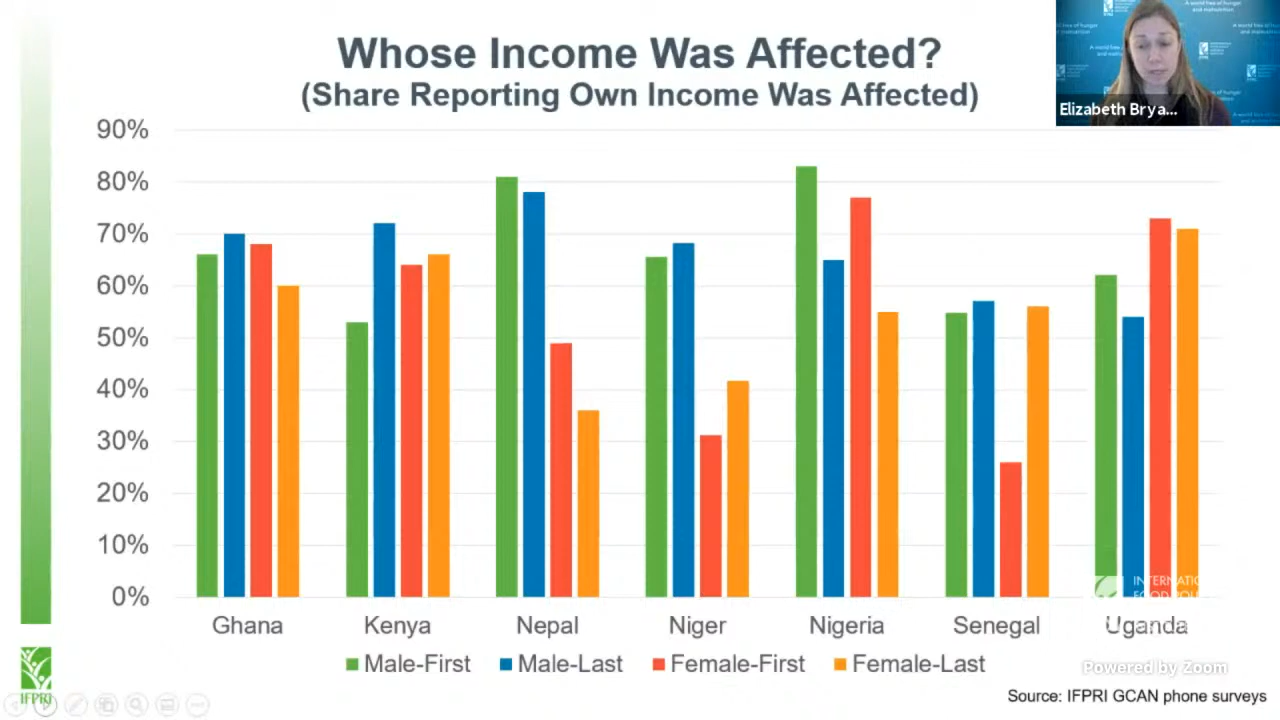 Whose Income Was Affected?
(Share Reporting Own Income Was Affected)
Elizabeth Brya...
90%
80%
70%
60%
50%
40%
30%
20%
10%
0%
Ghana Kenya Nepal Niger Nigeria Senegal Uganda
Male-First Male-Last Female-First Female-Last
IFPRI
Powered by Zoom
Source: IFPRI GCAN phone surveys